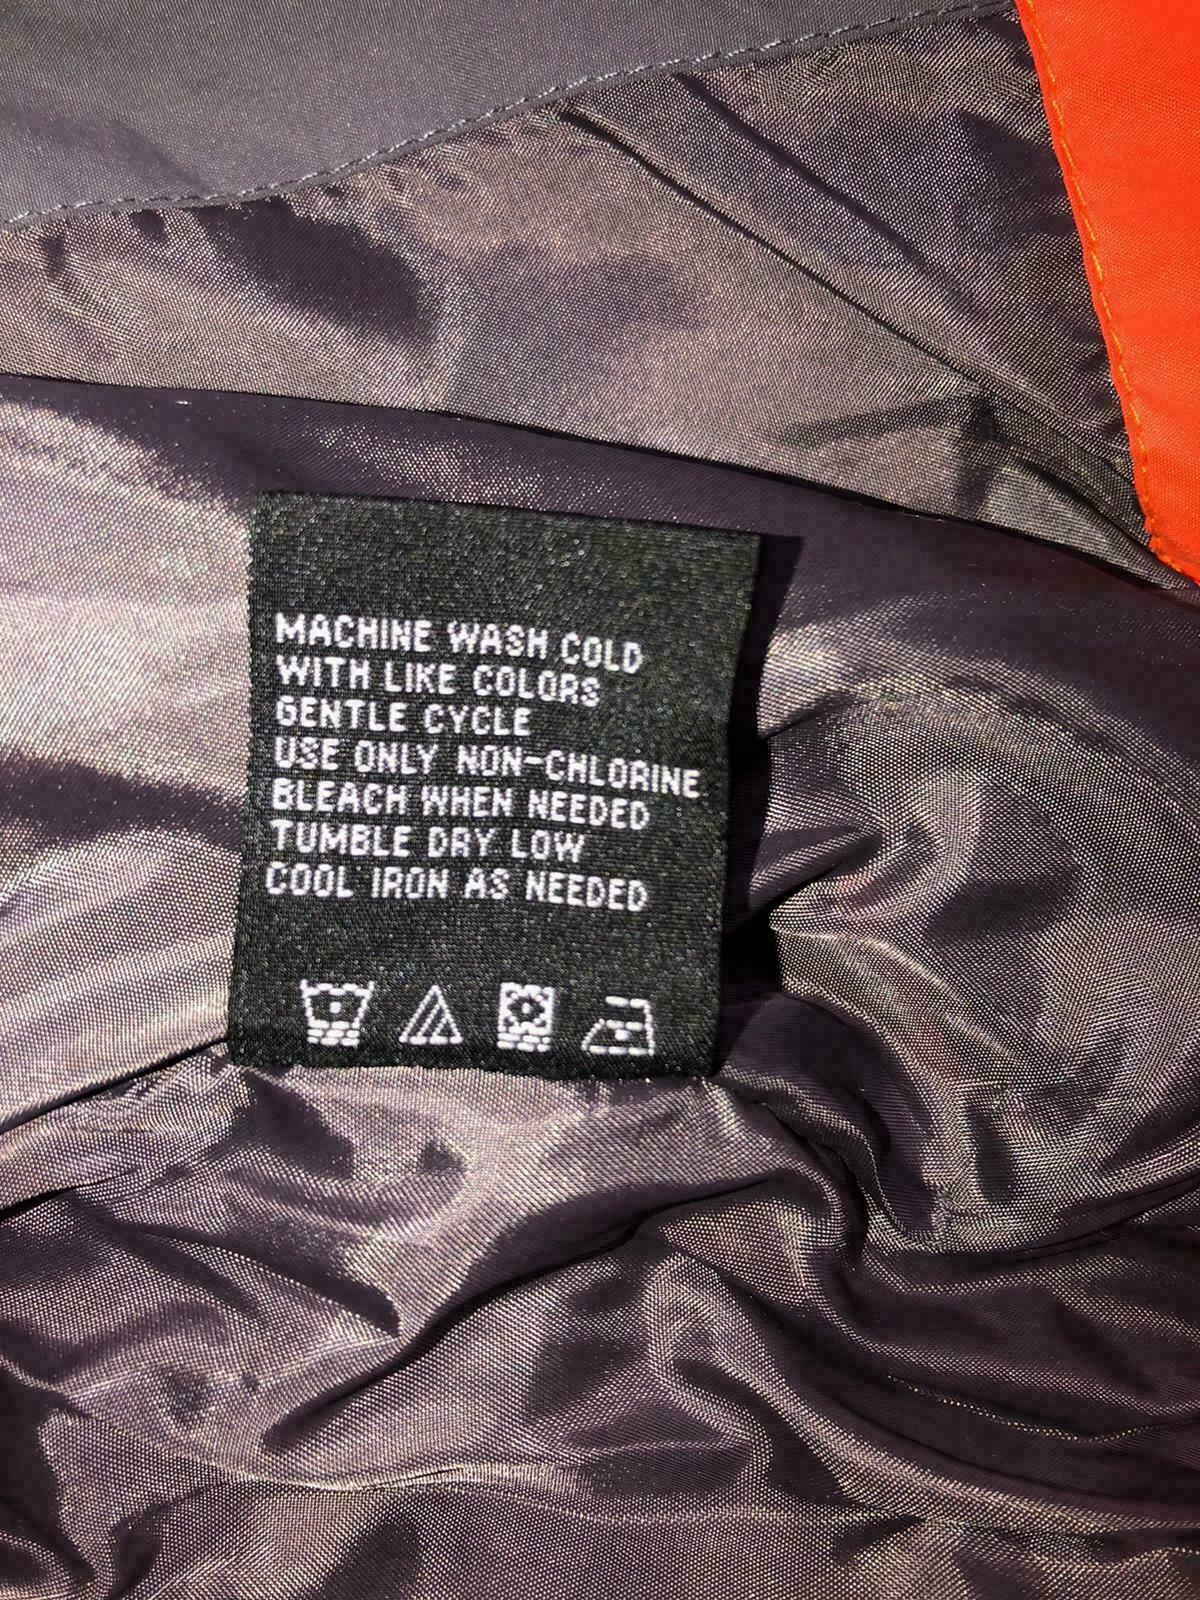 MACHINE WASH COLD
WITH LIKE COLORS
GENTLE CYCLE
USE ONLY NON-CHLORINE
BLEACH WHEN NEEDED
TUMBLE DRY LOW
COOL IRON AS NEEDED